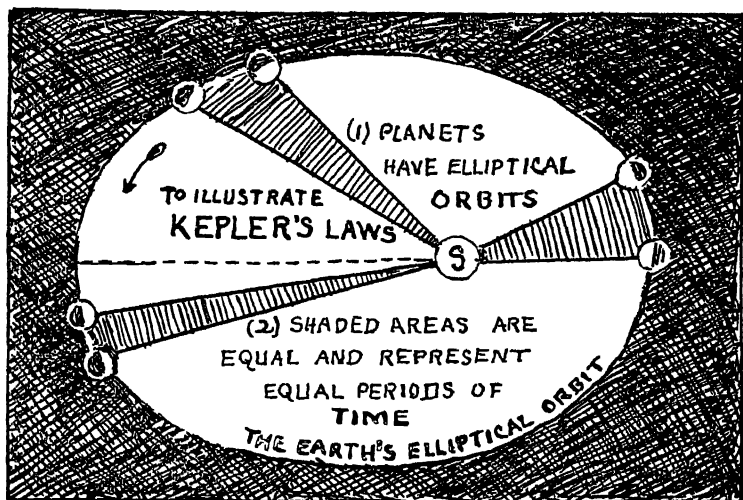 (1) PLANETS
HAVE ELLIPTICAL
ORBITS
TO ILLUSTRATE
KEPLER'S LAWS
S
(2) SHADED AREAS ARE
EQUAL AND REPRESENT
EQUAL PERIODS OF
TIME
THE EARTH'S ELLIPTICAL ORBIT